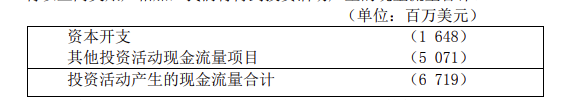 （单位：百万美元）
资本开支 （1 648）
其他投资活动现金流量项目 （5 071）
投资活动产生的现金流量合计 （6 719）